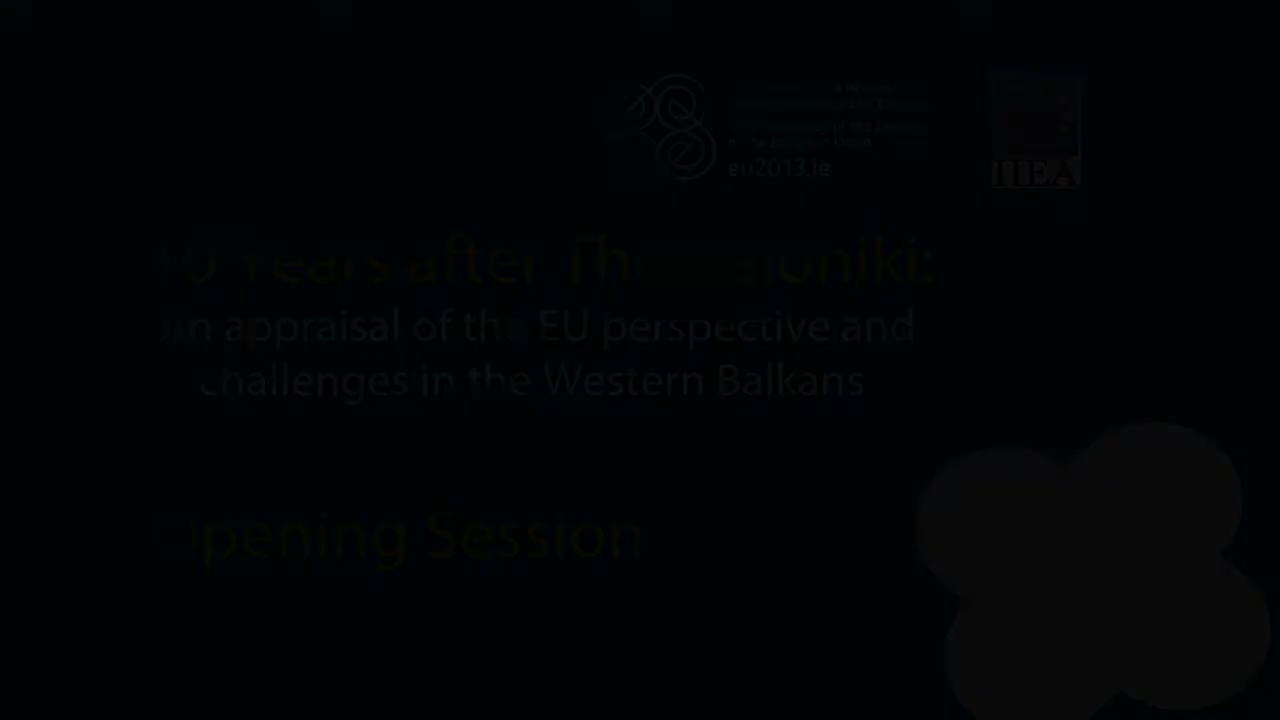 eu2013.ie
IIEA
Years after Thessaloniki:
an appraisal of the EU perspective and
challenges in the Western Balkans
Opening Session